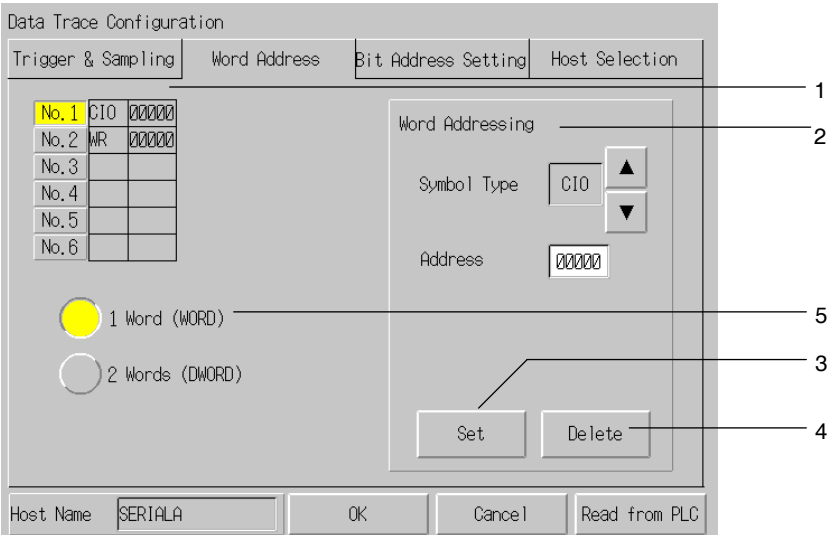 Data Trace Configuration
Trigger & Sampling Word Address Bit Address Setting Host Selection
1
No.1 CIO 00000
No.2 WR 00000
No.3
No.4
No.5
No.6
Word Addressing
2
Symbol Type CIO ▲
▼
Address 00000
1 Word (WORD)
5
2 Words (DWORD)
3
Set Delete
4
Host Name SERIALA OK Cancel Read from PLC